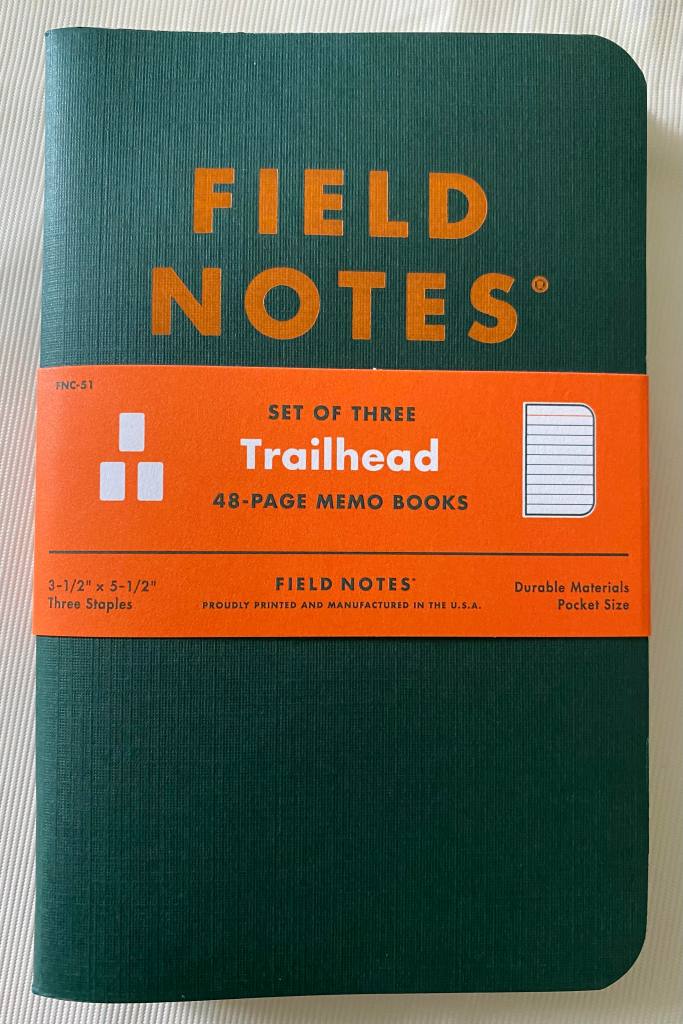 FIELD
NOTES®
FNC-51
SET OF THREE
Trailhead
48-PAGE MEMO BOOKS
3-1/2" x 5-1/2"
Three Staples
FIELD NOTES™
PROUDLY PRINTED AND MANUFACTURED IN THE U.S.A.
Durable Materials
Pocket Size